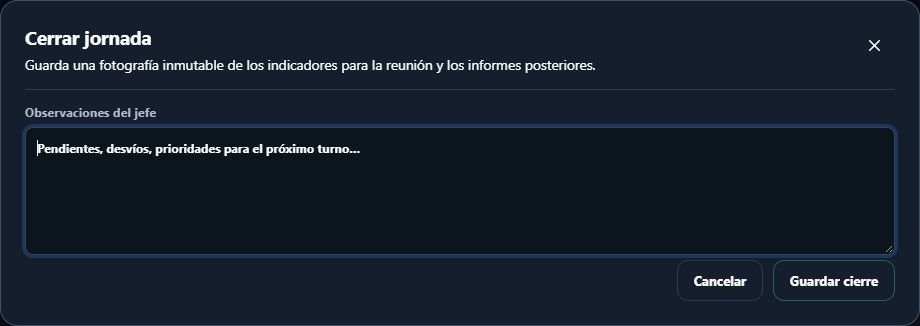 Cerrar jornada
Guarda una fotografía inmutable de los indicadores para la reunión y los informes posteriores.
Observaciones del jefe
Pendientes, desvíos, prioridades para el próximo turno...
Cancelar
Guardar cierre